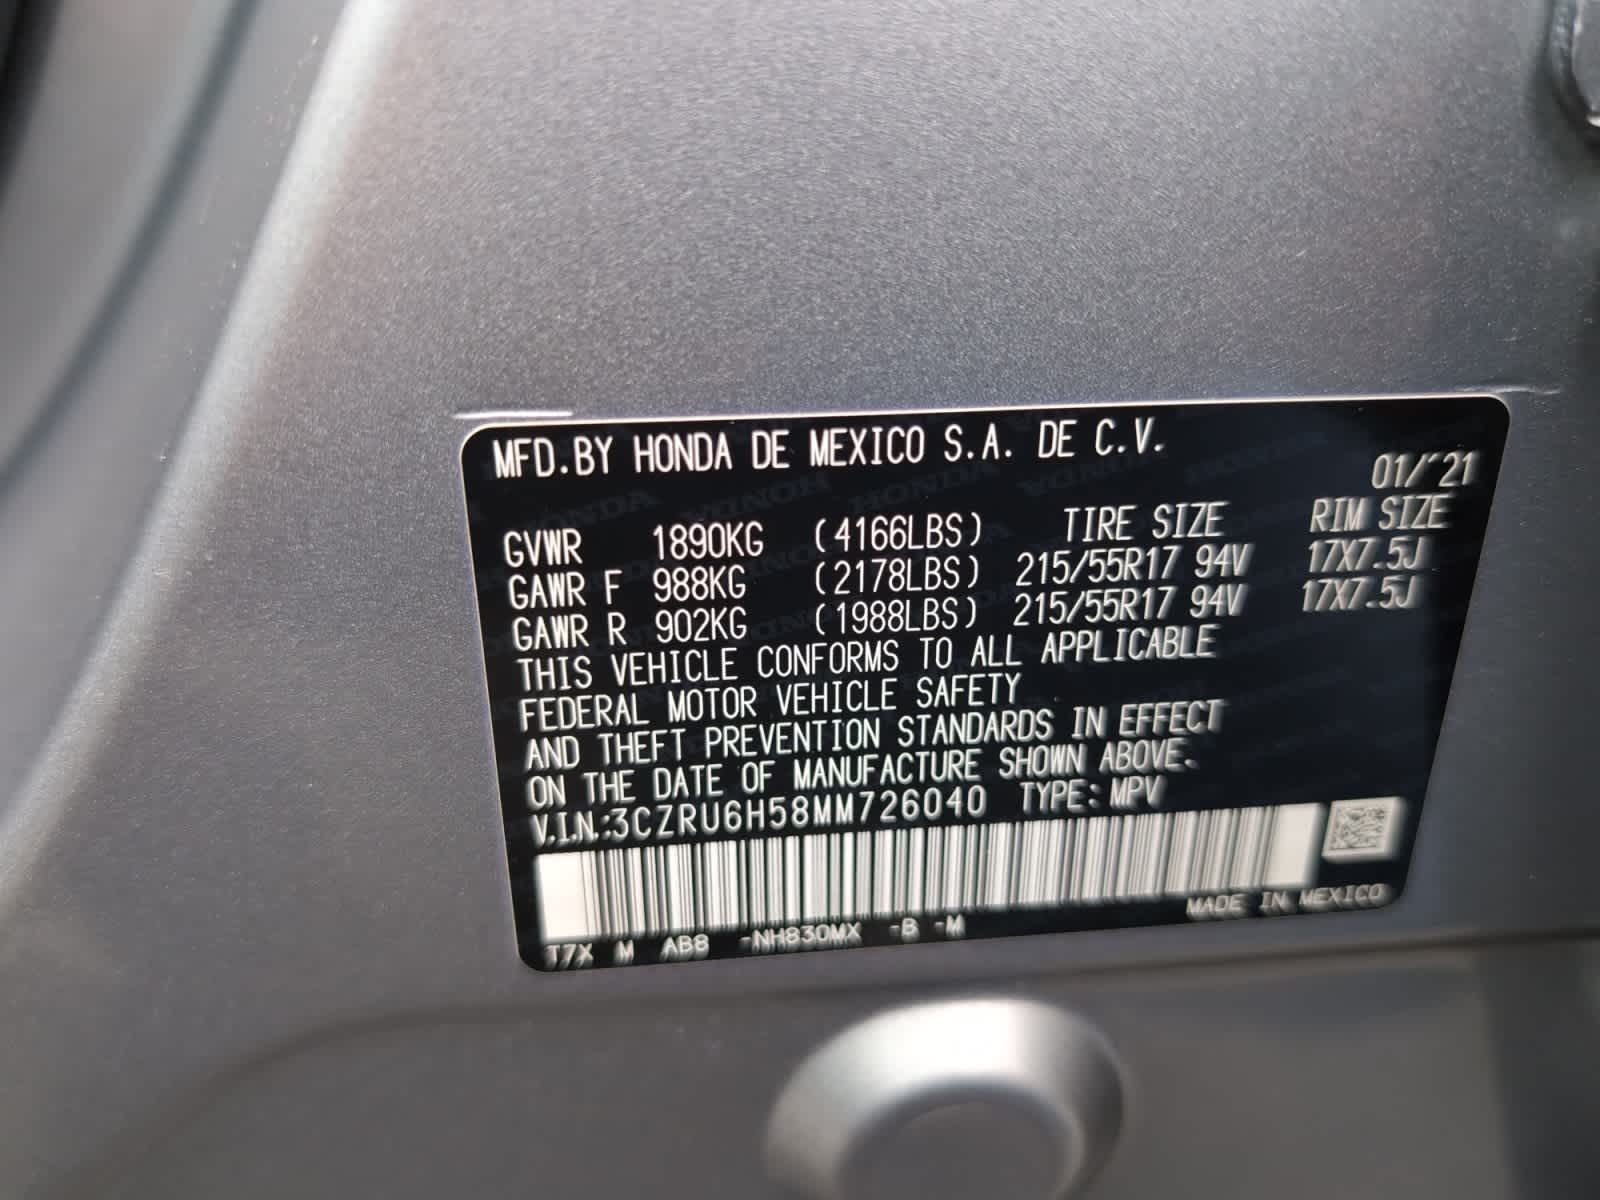 MFD.BY HONDA DE MEXICO S.A. DE C.V.
01/'21
GVWR 1890KG (4166LBS) TIRE SIZE RIM SIZE
GAWR F 988KG (2178LBS) 215/55R17 94V 17X7.5J
GAWR R 902KG (1988LBS) 215/55R17 94V 17X7.5J
THIS VEHICLE CONFORMS TO ALL APPLICABLE
FEDERAL MOTOR VEHICLE SAFETY
AND THEFT PREVENTION STANDARDS IN EFFECT
ON THE DATE OF MANUFACTURE SHOWN ABOVE.
V.I.N.:3CZRU6H58MM726040 TYPE: MPV
MADE IN MEXICO
T7X M AB8 -NH830MX -B -M